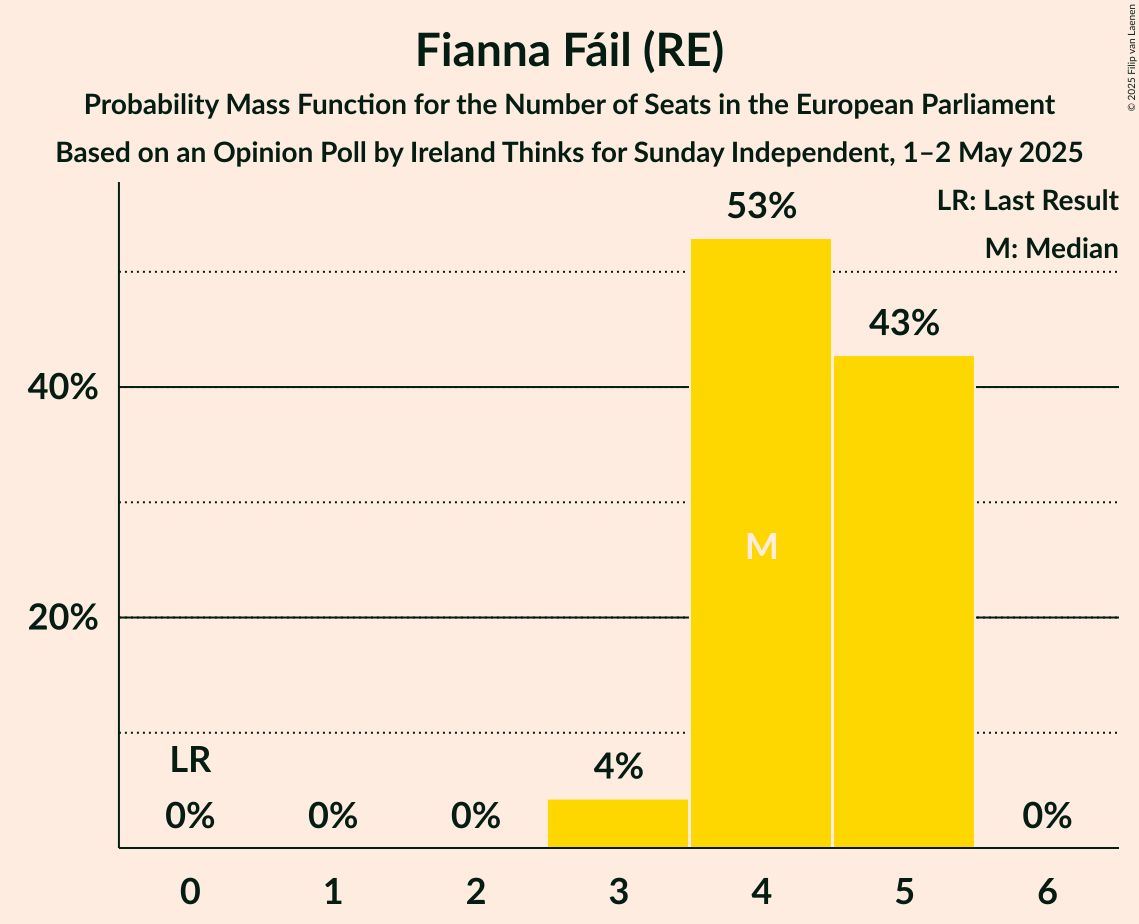 Fianna Fáil (RE)
Probability Mass Function for the Number of Seats in the European Parliament
Based on an Opinion Poll by Ireland Thinks for Sunday Independent, 1–2 May 2025
© 2025 Filip van Laenen
LR: Last Result
M: Median
53%
43%
40%
M
20%
LR
4%
0%
0%
0%
0%
0
1
2
3
4
5
6